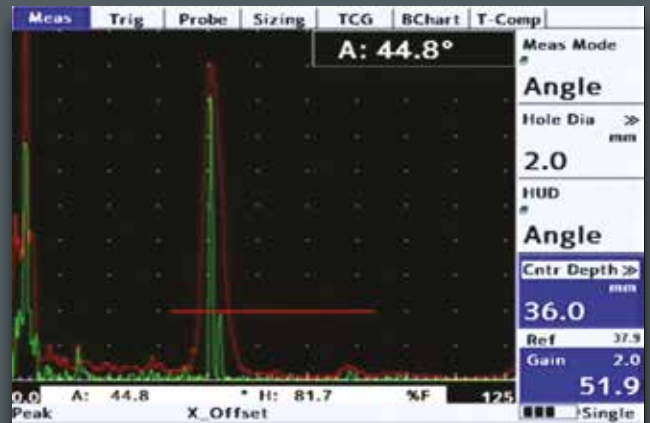 Meas Trig Probe Sizing TCG BChart T-Comp
A: 44.8°
Meas Mode
Angle
Hole Dia >>
mm
2.0
HUD
Angle
Cntr Depth >>
mm
36.0
Ref 37.9
Gain 2.0
51.9
0.0 A: 44.8 * H: 81.7 %F 125
Peak X_Offset Single